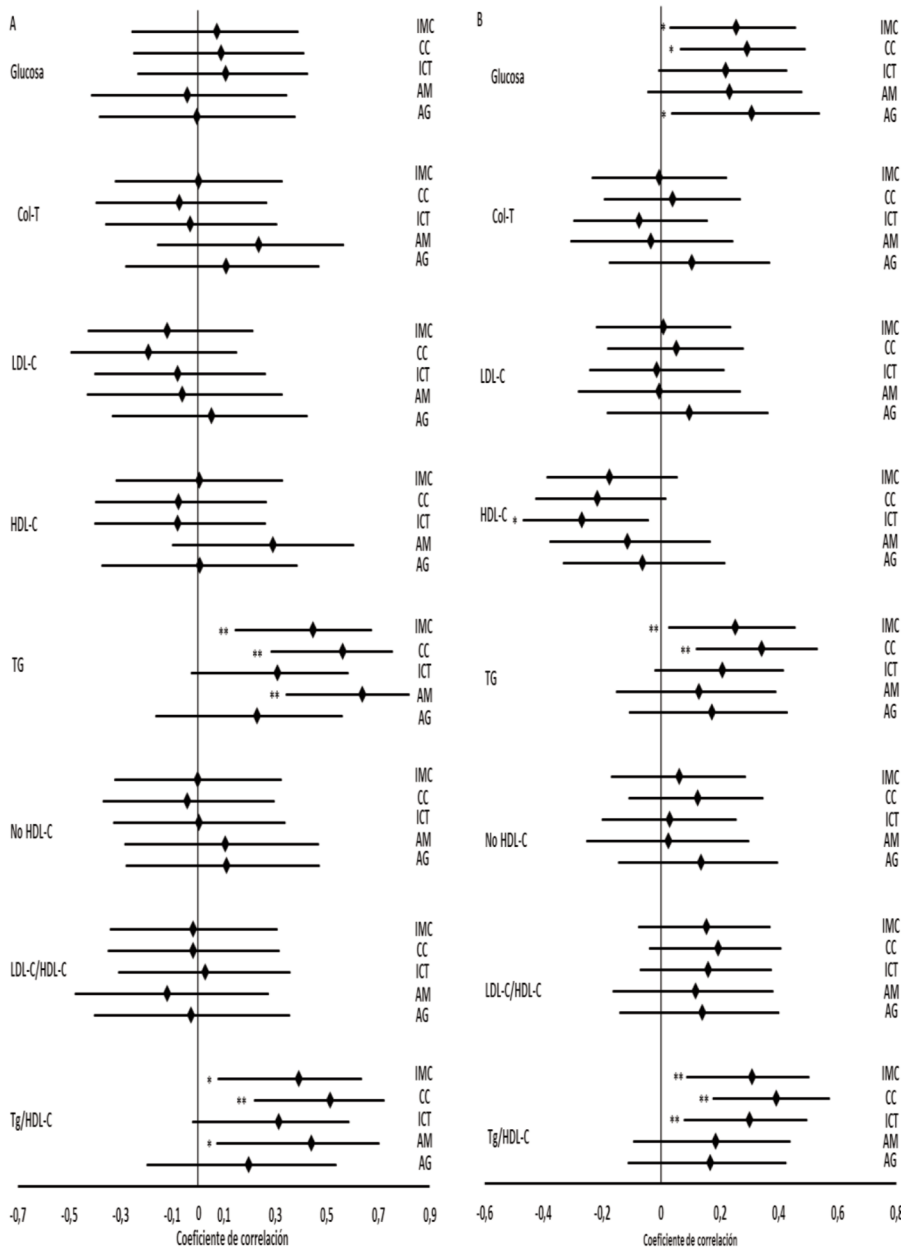 A
Glucosa
IMC
CC
ICT
AM
AG
Col-T
IMC
CC
ICT
AM
AG
LDL-C
IMC
CC
ICT
AM
AG
HDL-C
IMC
CC
ICT
AM
AG
TG
** IMC
** CC
ICT
** AM
AG
No HDL-C
IMC
CC
ICT
AM
AG
LDL-C/HDL-C
IMC
CC
ICT
AM
AG
Tg/HDL-C
* IMC
** CC
ICT
* AM
AG
-0,7 -0,5 -0,1 0 0,1 0,3 0,5 0,7 0,9
Coeficiente de correlación
B
Glucosa
* IMC
* CC
ICT
AM
* AG
Col-T
IMC
CC
ICT
AM
AG
LDL-C
IMC
CC
ICT
AM
AG
HDL-C
IMC
CC
* ICT
AM
AG
TG
** IMC
** CC
ICT
AM
AG
No HDL-C
IMC
CC
ICT
AM
AG
LDL-C/HDL-C
IMC
CC
ICT
AM
AG
Tg/HDL-C
** IMC
** CC
** ICT
AM
AG
-0,6 -0,4 -0,2 0 0,2 0,4 0,6 0,8
Coeficiente de correlación